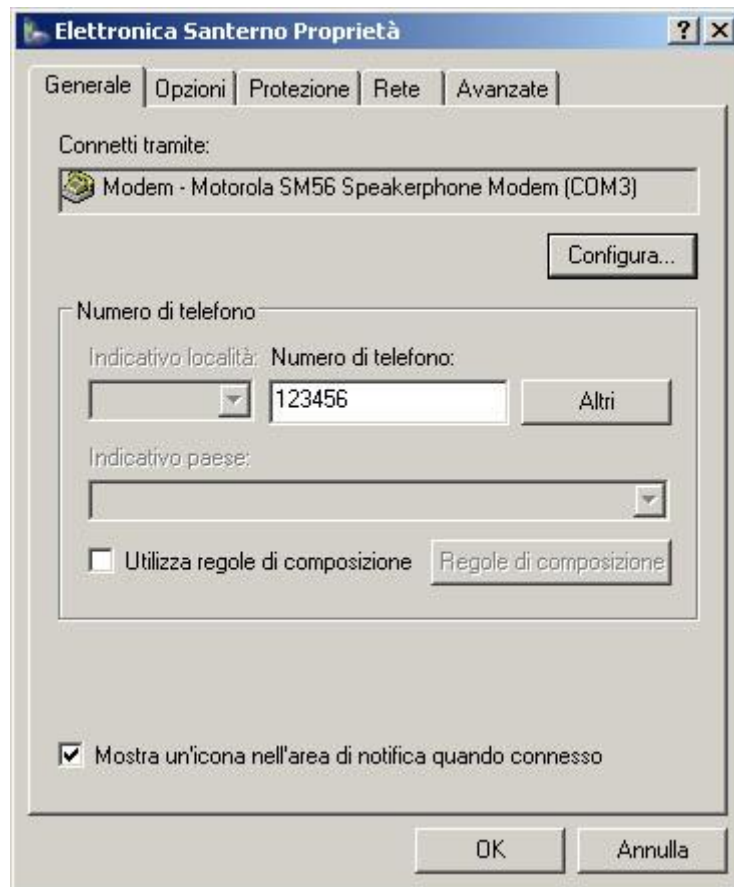 Elettronica Santerno Proprietà
Generale Opzioni Protezione Rete Avanzate
Connetti tramite:
Modem - Motorola SM56 Speakerphone Modem (COM3)
Configura...
Numero di telefono
Indicativo località: Numero di telefono:
123456 Altri
Indicativo paese:
Utilizza regole di composizione Regole di composizione
Mostra un'icona nell'area di notifica quando connesso
OK Annulla